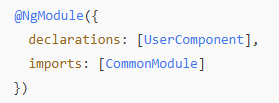 @NgModule({
  declarations: [UserComponent],
  imports: [CommonModule]
})